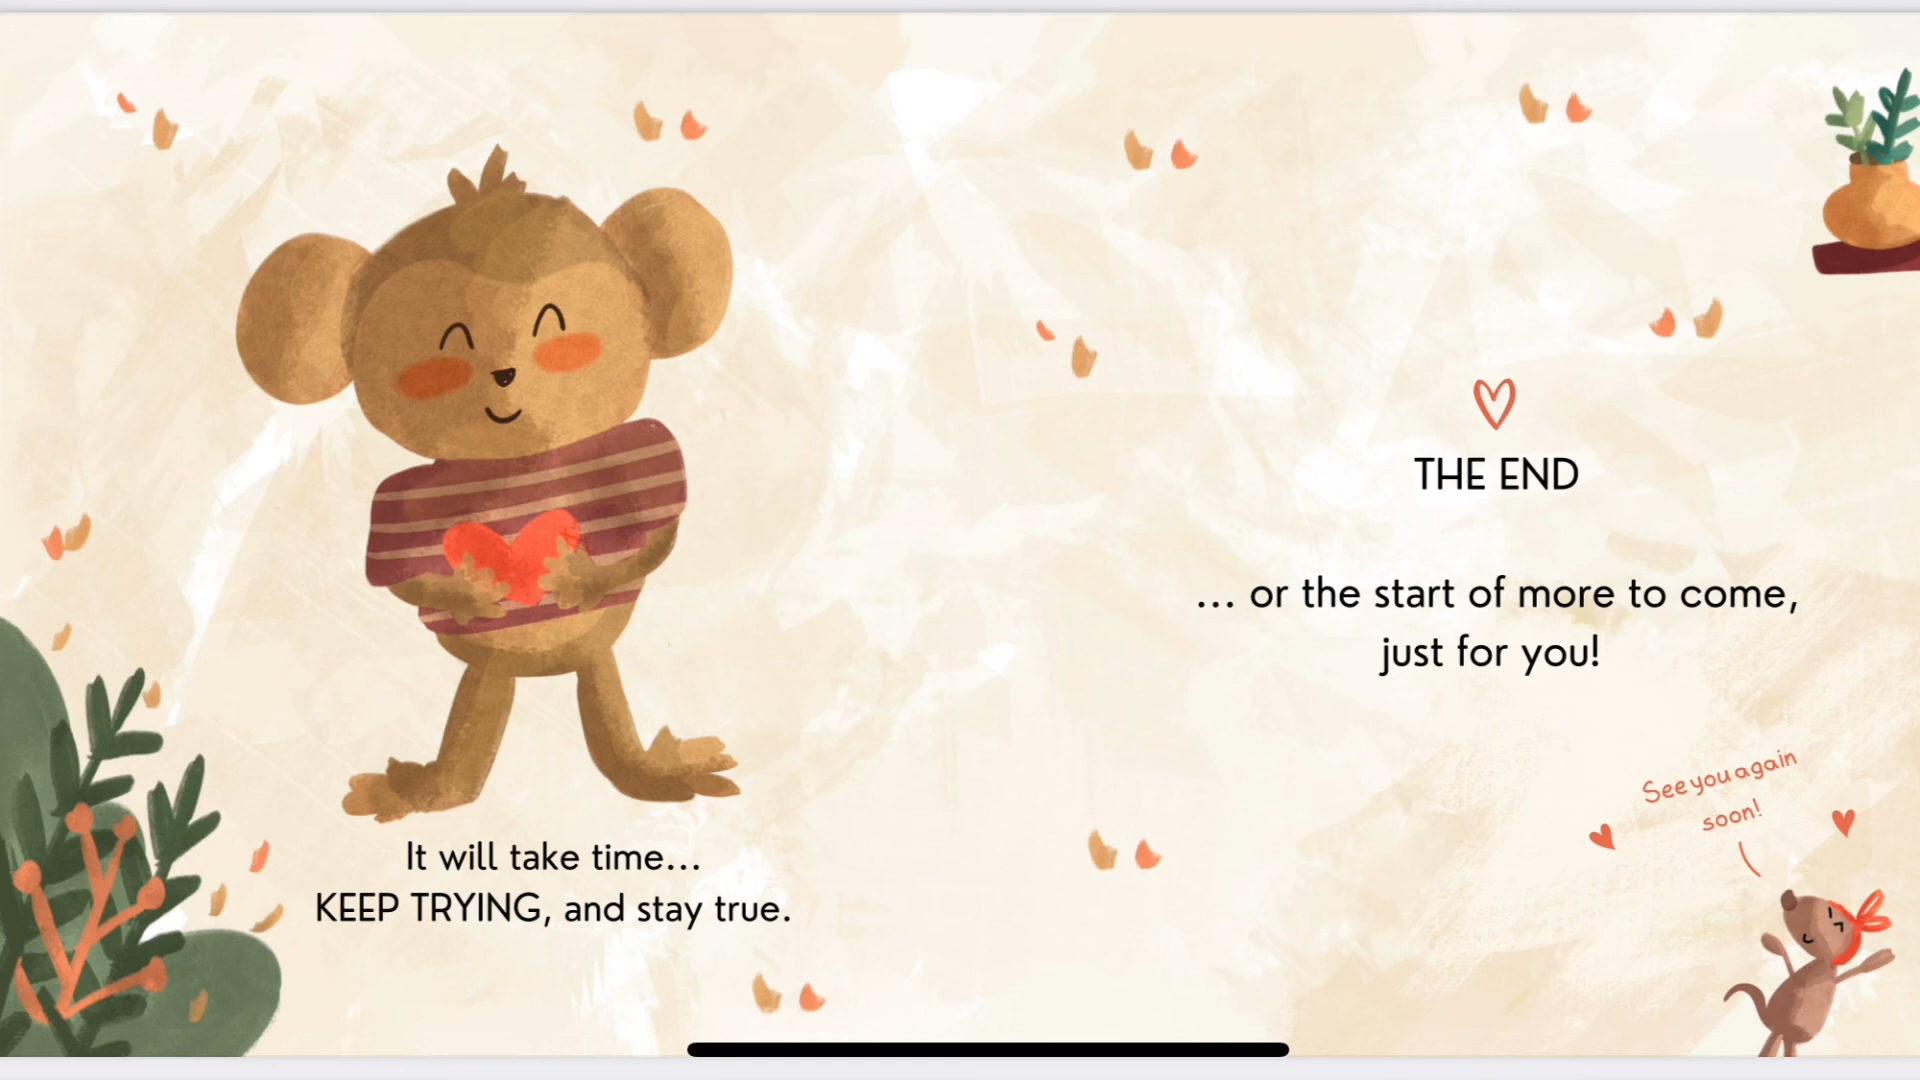 It will take time...
KEEP TRYING, and stay true.
THE END
... or the start of more to come,
just for you!
See you again
soon!